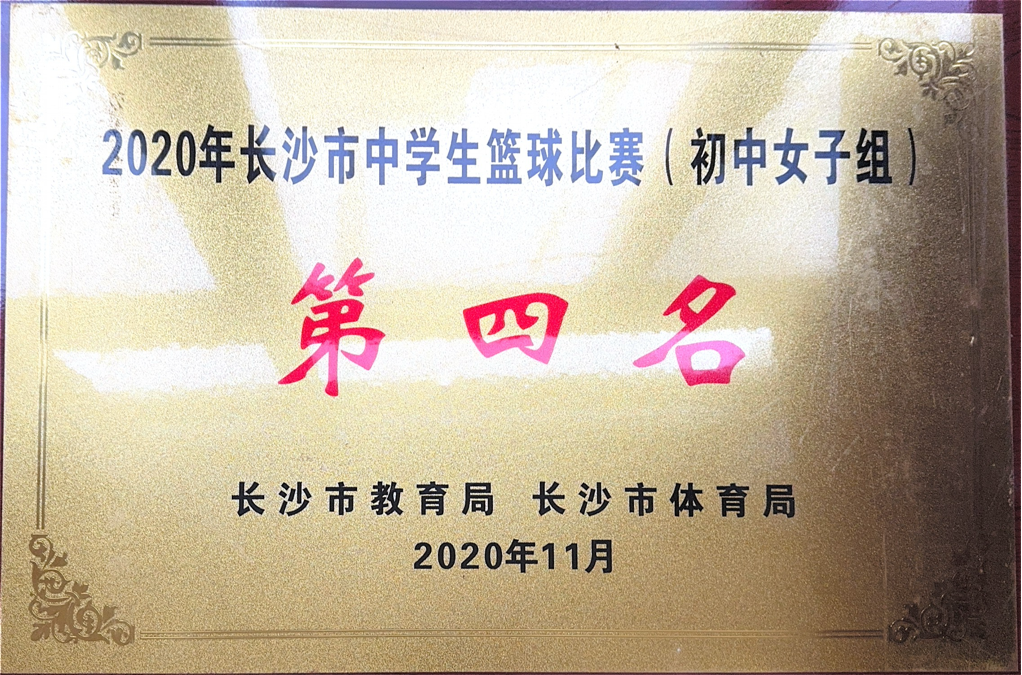 2020年长沙市中学生篮球比赛（初中女子组）
第四名
长沙市教育局 长沙市体育局
2020年11月